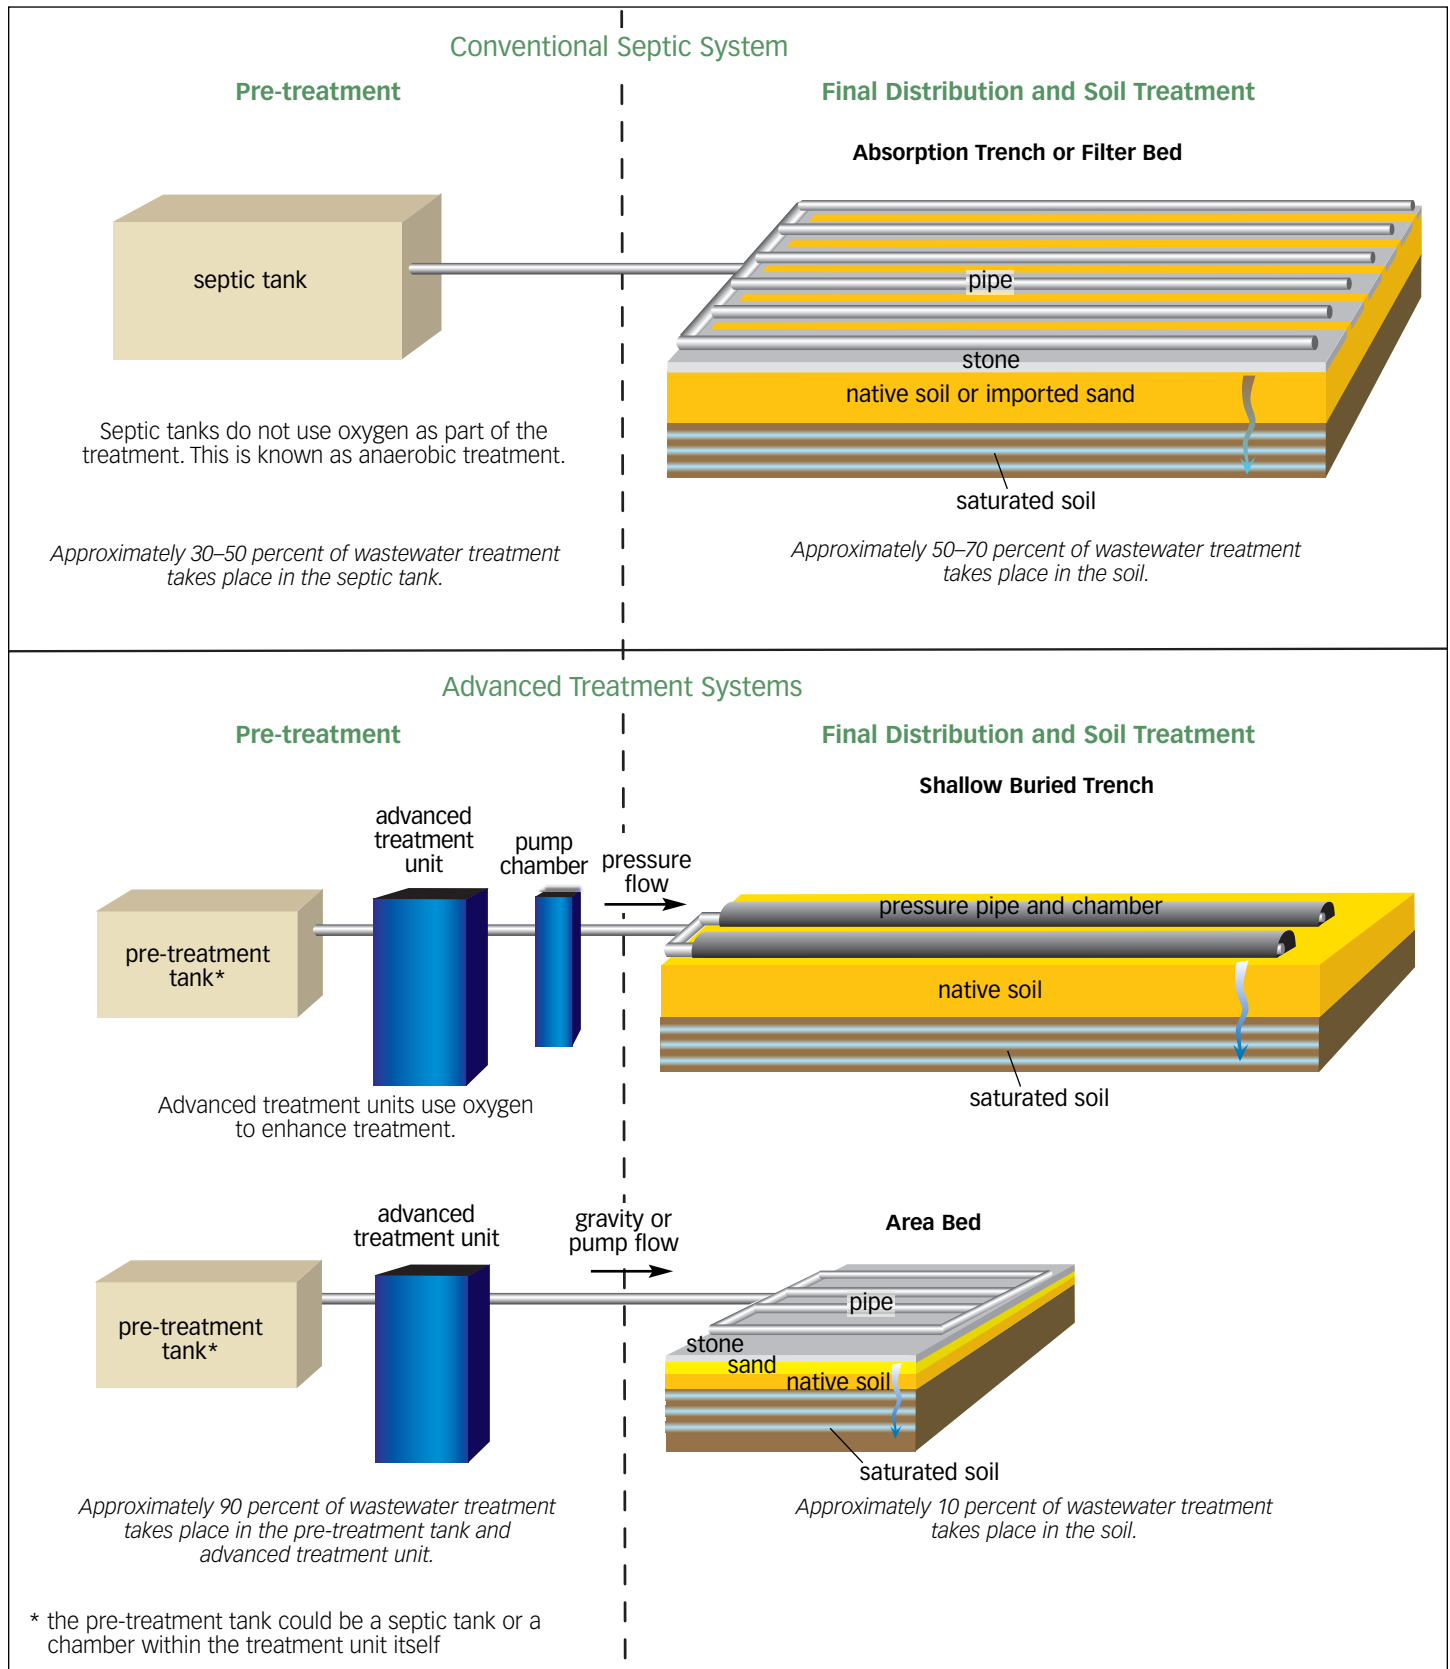 Conventional Septic System
Pre-treatment
Final Distribution and Soil Treatment
Absorption Trench or Filter Bed
septic tank
pipe
stone
native soil or imported sand
saturated soil
Septic tanks do not use oxygen as part of the
treatment. This is known as anaerobic treatment.
Approximately 30–50 percent of wastewater treatment
takes place in the septic tank.
Approximately 50–70 percent of wastewater treatment
takes place in the soil.
Advanced Treatment Systems
Pre-treatment
Final Distribution and Soil Treatment
Shallow Buried Trench
advanced
treatment
unit
pump
chamber
pressure
flow
pre-treatment
tank*
pressure pipe and chamber
native soil
saturated soil
Advanced treatment units use oxygen
to enhance treatment.
advanced
treatment unit
gravity or
pump flow
Area Bed
pre-treatment
tank*
pipe
stone
sand
native soil
saturated soil
Approximately 90 percent of wastewater treatment
takes place in the pre-treatment tank and
advanced treatment unit.
Approximately 10 percent of wastewater treatment
takes place in the soil.
* the pre-treatment tank could be a septic tank or a
chamber within the treatment unit itself